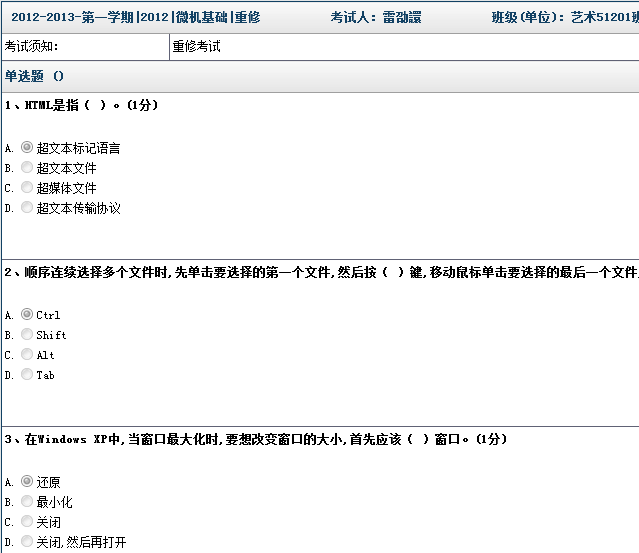 2012-2013-第一学期|2012|微机基础|重修 考试人：雷劭譞 班级(单位)：艺术51201班
考试须知： 重修考试
单选题 ()
1、HTML是指（ ）。(1分)
A. 超文本标记语言
B. 超文本文件
C. 超媒体文件
D. 超文本传输协议
2、顺序连续选择多个文件时,先单击要选择的第一个文件,然后按（ ）键,移动鼠标单击要选择的最后一个文件
A. Ctrl
B. Shift
C. Alt
D. Tab
3、在Windows XP中,当窗口最大化时,要想改变窗口的大小,首先应该（ ）窗口。(1分)
A. 还原
B. 最小化
C. 关闭
D. 关闭,然后再打开